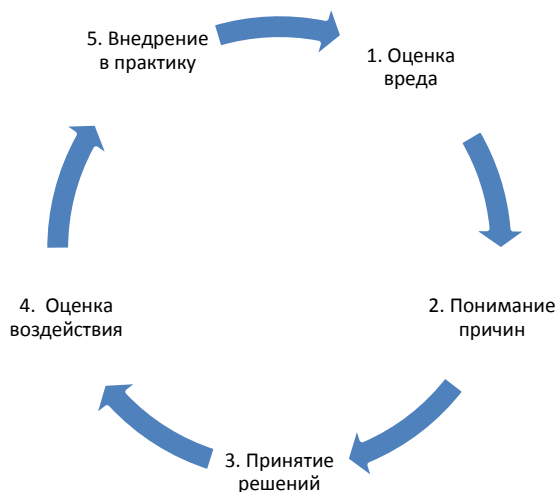 1. Оценка
вреда
2. Понимание
причин
3. Принятие
решений
4. Оценка
воздействия
5. Внедрение
в практику